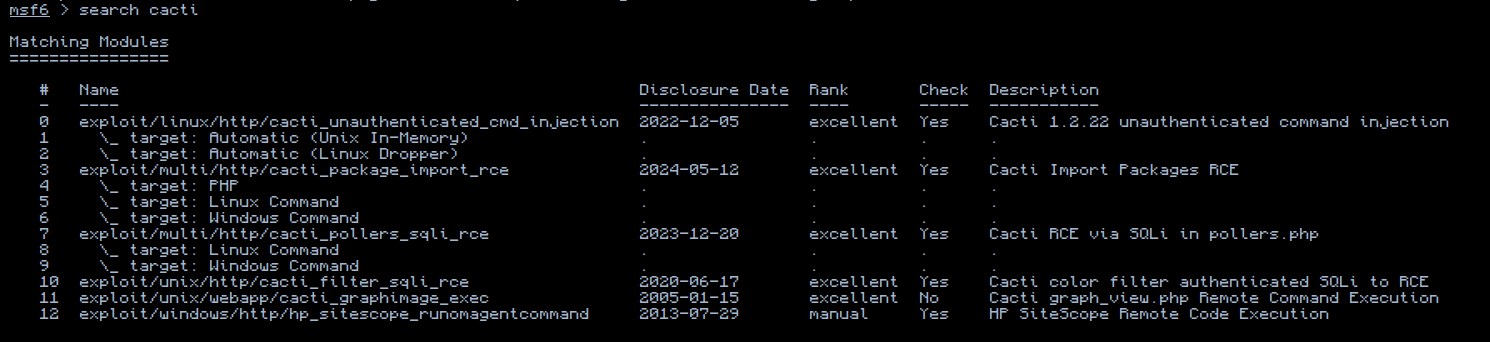 msf6 > search cacti
Matching Modules
================
#   Name                                                    Disclosure Date  Rank       Check  Description
-   ----                                                    ---------------  ----       -----  -----------
0   exploit/linux/http/cacti_unauthenticated_cmd_injection  2022-12-05       excellent  Yes    Cacti 1.2.22 unauthenticated command injection
1     \_ target: Automatic (Unix In-Memory)                 .                .          .      .
2     \_ target: Automatic (Linux Dropper)                  .                .          .      .
3   exploit/multi/http/cacti_package_import_rce             2024-05-12       excellent  Yes    Cacti Import Packages RCE
4     \_ target: PHP                                        .                .          .      .
5     \_ target: Linux Command                              .                .          .      .
6     \_ target: Windows Command                            .                .          .      .
7   exploit/multi/http/cacti_pollers_sqli_rce               2023-12-20       excellent  Yes    Cacti RCE via SQLi in pollers.php
8     \_ target: Linux Command                              .                .          .      .
9     \_ target: Windows Command                            .                .          .      .
10  exploit/unix/http/cacti_filter_sqli_rce                 2020-06-17       excellent  Yes    Cacti color filter authenticated SQLi to RCE
11  exploit/unix/webapp/cacti_graphimage_exec               2005-01-15       excellent  No     Cacti graph_view.php Remote Command Execution
12  exploit/windows/http/hp_sitescope_runomagentcommand     2013-07-29       manual     Yes    HP SiteScope Remote Code Execution